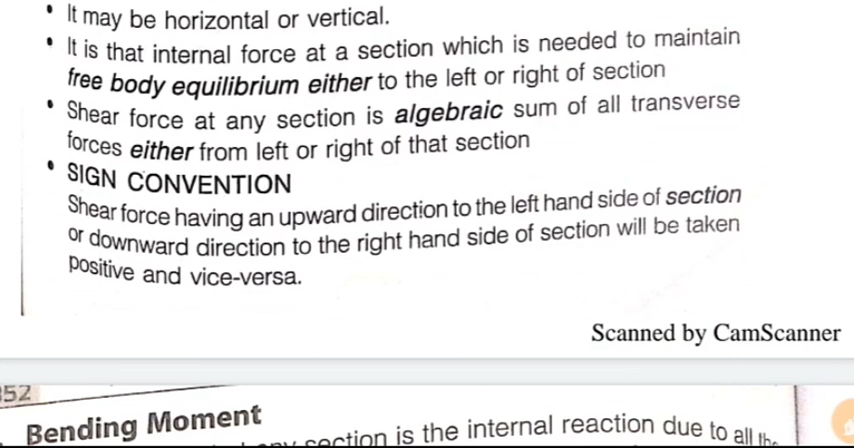 • It may be horizontal or vertical.
• It is that internal force at a section which is needed to maintain
free body equilibrium either to the left or right of section
• Shear force at any section is algebraic sum of all transverse
forces either from left or right of that section
• SIGN CONVENTION
Shear force having an upward direction to the left hand side of section
or downward direction to the right hand side of section will be taken
positive and vice-versa.
Scanned by CamScanner
352
Bending Moment
section is the internal reaction due to all